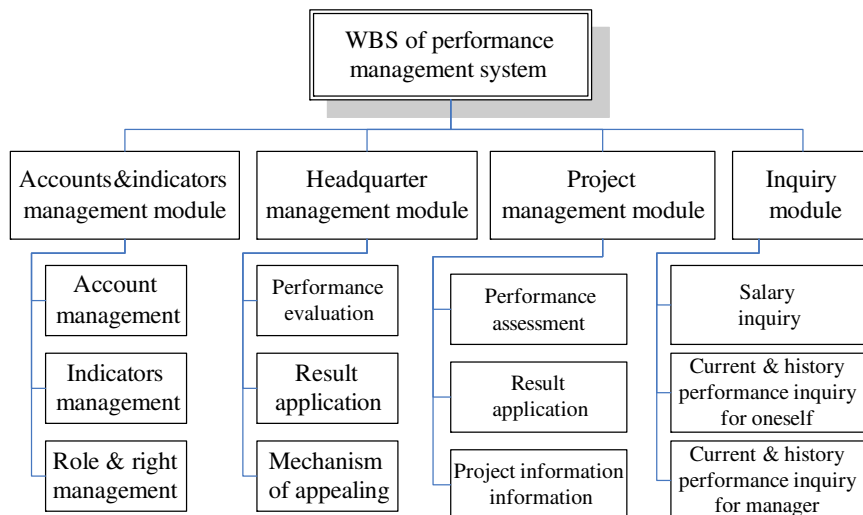 WBS of performance
management system
Accounts&indicators
management module
Headquarter
management module
Project
management module
Inquiry
module
Account
management
Indicators
management
Role & right
management
Performance
evaluation
Result
application
Mechanism
of appealing
Performance
assessment
Result
application
Project information
information
Salary
inquiry
Current & history
performance inquiry
for oneself
Current & history
performance inquiry
for manager